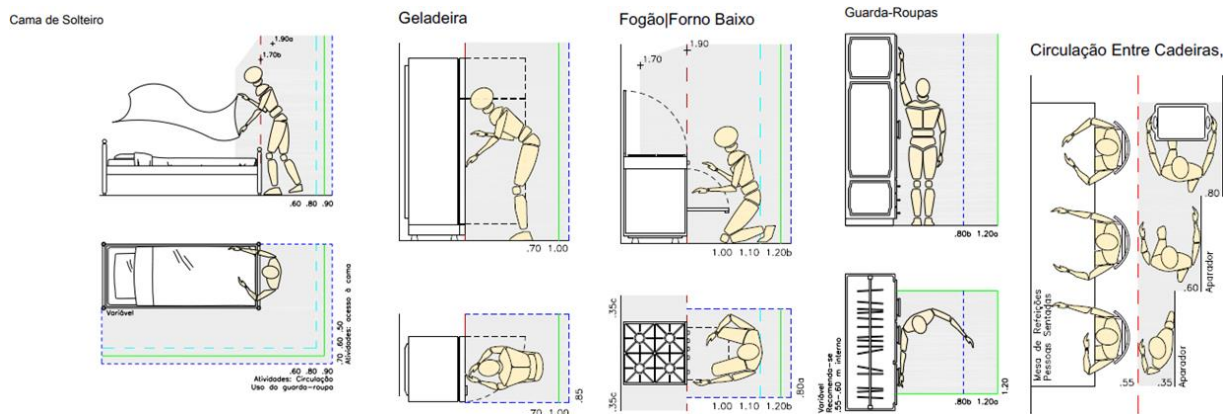 Cama de Solteiro
1.90a
1.70b
.60 .80 .90
Variável
.70 .60 .50
Atividades: acesso à cama
.60 .80 .90
Atividades: Circulação
Uso do guarda-roupa
Geladeira
.70 1.00
.85
.70 1.00
Fogão|Forno Baixo
1.90
1.70
1.00 1.10 1.20b
.35c
.35c
.80a
1.00 1.10 1.20b
Guarda-Roupas
.80b 1.20a
Variável
Recomenda-se
.55-.60 m interno
1.20
.80b 1.20a
Circulação Entre Cadeiras,
.80
.60
Aparador
Mesa de Refeições
Pessoas Sentadas
.55
.35
Aparador